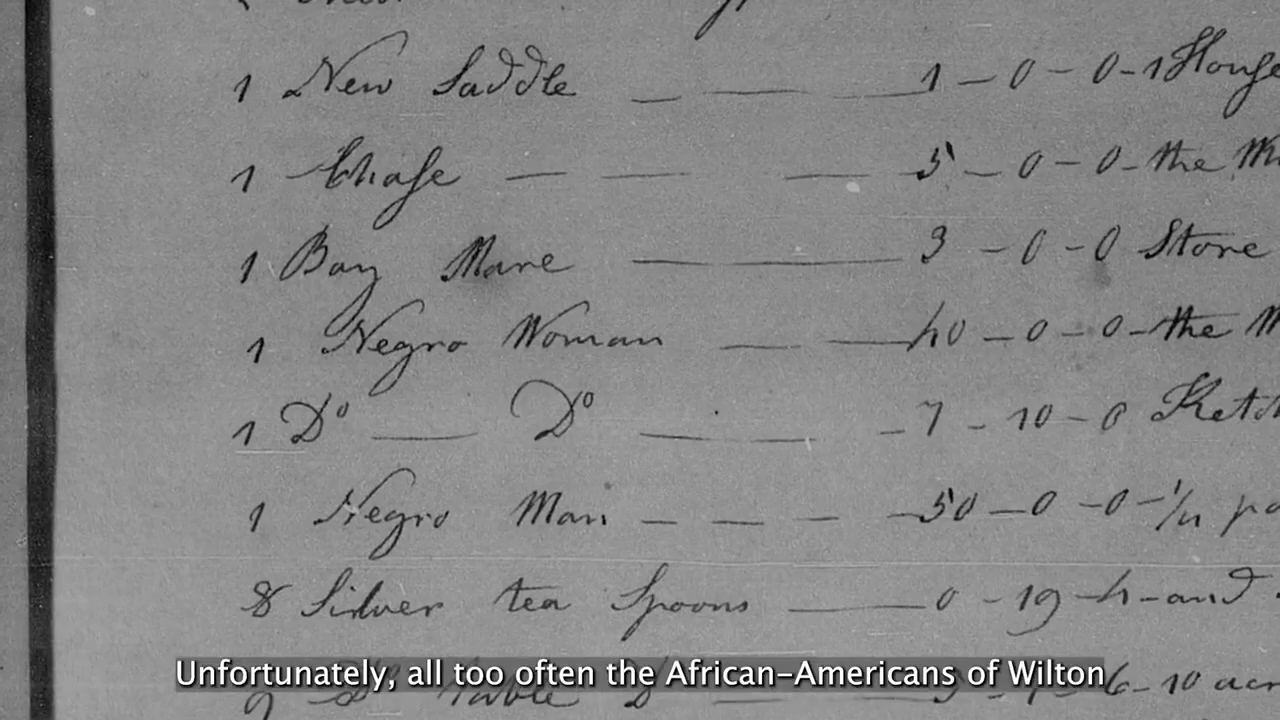 1 New Saddle — — — 1 – 0 – 0 – 1 House
1 Chase — — — 5 – 0 – 0 – the
1 Bay Mare — 3 – 0 – 0 Store
1 Negro Woman — — 40 – 0 – 0 – the
1 Do — Do — — – 7 – 10 – 0
1 Negro Man — — — – 50 – 0 – 0 –
8 Silver tea Spoons — 0 – 19 – 4 – and
Unfortunately, all too often the African-Americans of Wilton